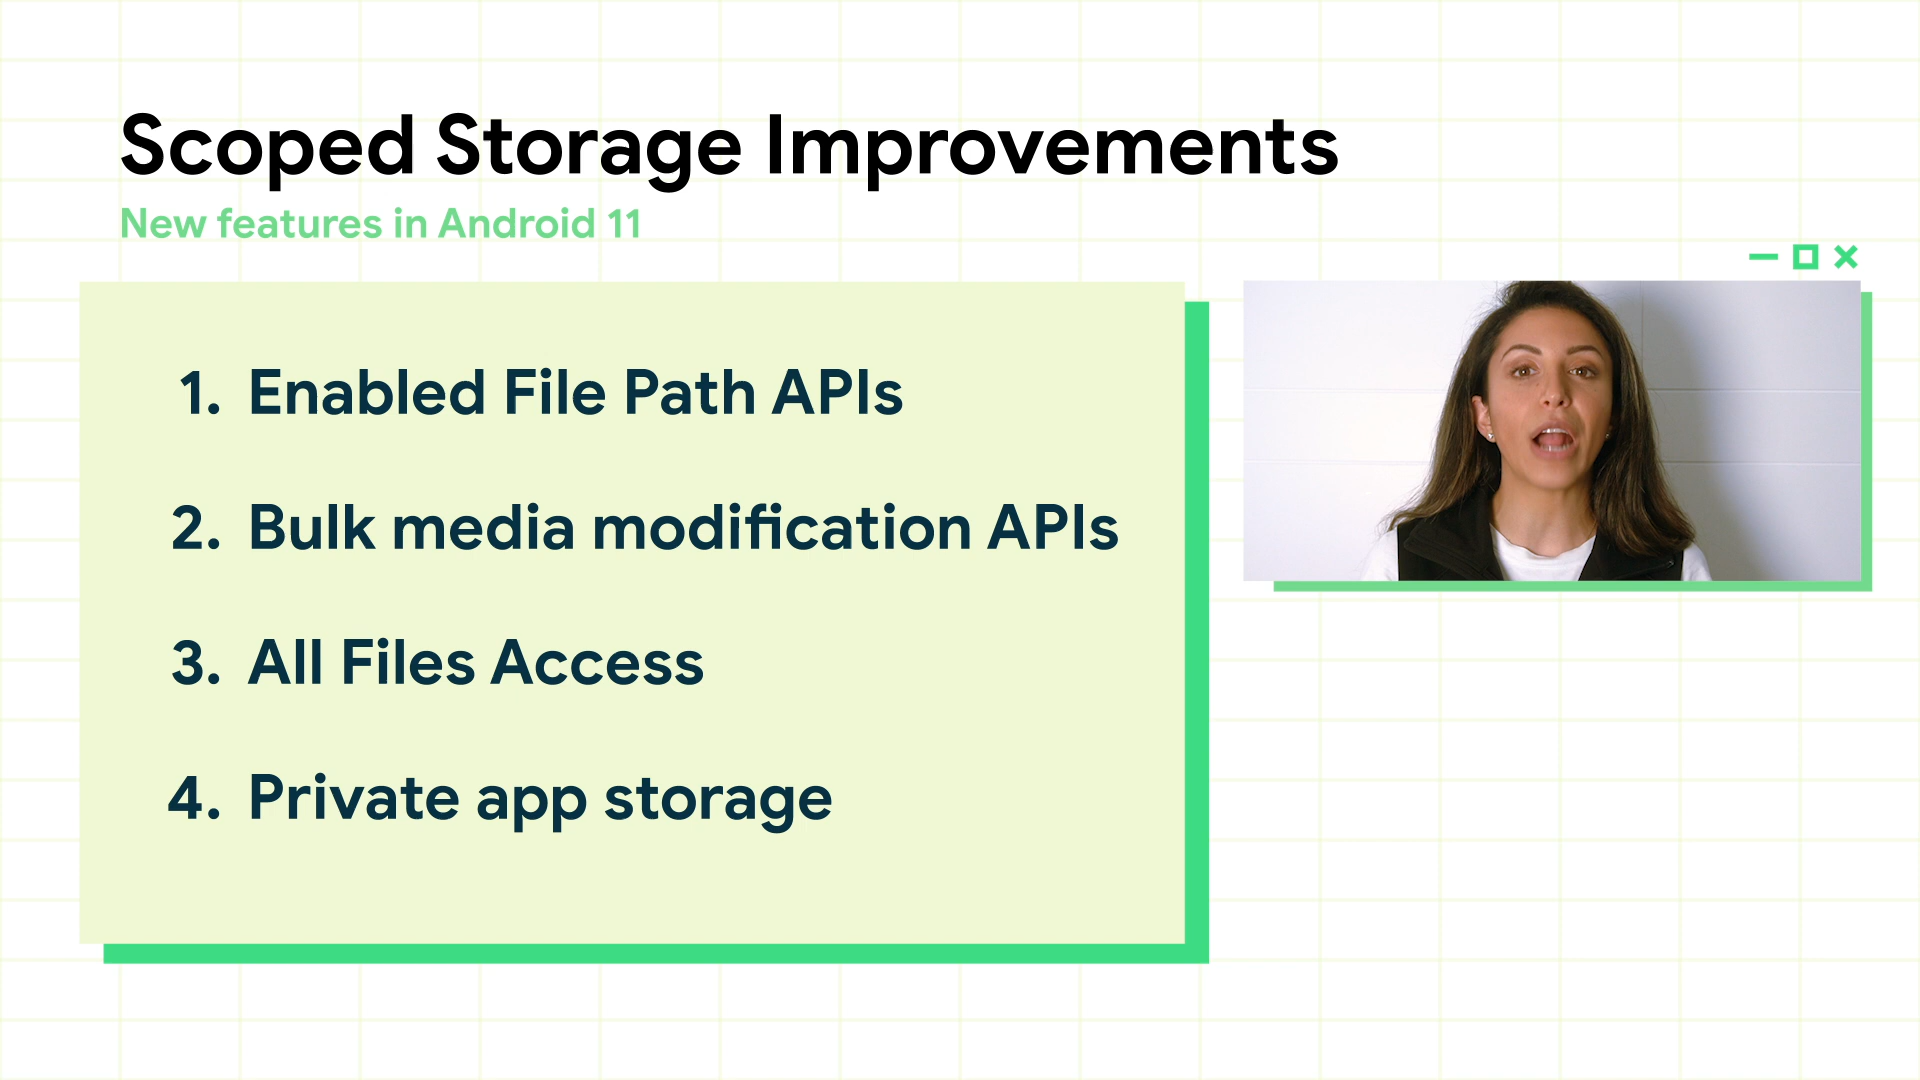 Scoped Storage Improvements
New features in Android 11
1. Enabled File Path APIs
2. Bulk media modification APIs
3. All Files Access
4. Private app storage